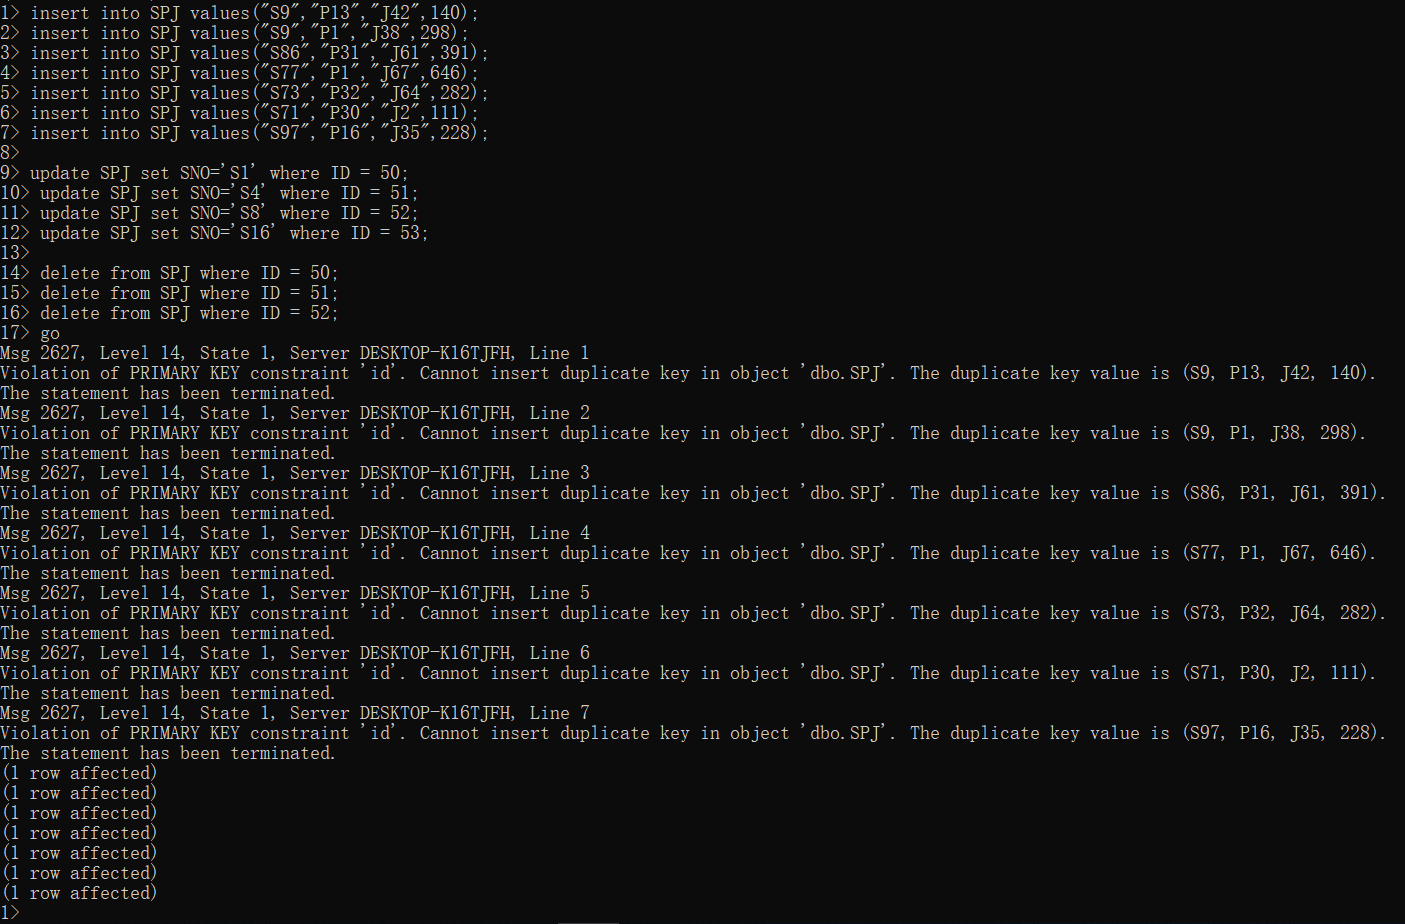 1> insert into SPJ values("S9","P13","J42",140);
2> insert into SPJ values("S9","P1","J38",298);
3> insert into SPJ values("S86","P31","J61",391);
4> insert into SPJ values("S77","P1","J67",646);
5> insert into SPJ values("S73","P32","J64",282);
6> insert into SPJ values("S71","P30","J2",111);
7> insert into SPJ values("S97","P16","J35",228);
8>
9> update SPJ set SNO='S1' where ID = 50;
10> update SPJ set SNO='S4' where ID = 51;
11> update SPJ set SNO='S8' where ID = 52;
12> update SPJ set SNO='S16' where ID = 53;
13>
14> delete from SPJ where ID = 50;
15> delete from SPJ where ID = 51;
16> delete from SPJ where ID = 52;
17> go
Msg 2627, Level 14, State 1, Server DESKTOP-K16TJFH, Line 1
Violation of PRIMARY KEY constraint 'id'. Cannot insert duplicate key in object 'dbo.SPJ'. The duplicate key value is (S9, P13, J42, 140).
The statement has been terminated.
Msg 2627, Level 14, State 1, Server DESKTOP-K16TJFH, Line 2
Violation of PRIMARY KEY constraint 'id'. Cannot insert duplicate key in object 'dbo.SPJ'. The duplicate key value is (S9, P1, J38, 298).
The statement has been terminated.
Msg 2627, Level 14, State 1, Server DESKTOP-K16TJFH, Line 3
Violation of PRIMARY KEY constraint 'id'. Cannot insert duplicate key in object 'dbo.SPJ'. The duplicate key value is (S86, P31, J61, 391).
The statement has been terminated.
Msg 2627, Level 14, State 1, Server DESKTOP-K16TJFH, Line 4
Violation of PRIMARY KEY constraint 'id'. Cannot insert duplicate key in object 'dbo.SPJ'. The duplicate key value is (S77, P1, J67, 646).
The statement has been terminated.
Msg 2627, Level 14, State 1, Server DESKTOP-K16TJFH, Line 5
Violation of PRIMARY KEY constraint 'id'. Cannot insert duplicate key in object 'dbo.SPJ'. The duplicate key value is (S73, P32, J64, 282).
The statement has been terminated.
Msg 2627, Level 14, State 1, Server DESKTOP-K16TJFH, Line 6
Violation of PRIMARY KEY constraint 'id'. Cannot insert duplicate key in object 'dbo.SPJ'. The duplicate key value is (S71, P30, J2, 111).
The statement has been terminated.
Msg 2627, Level 14, State 1, Server DESKTOP-K16TJFH, Line 7
Violation of PRIMARY KEY constraint 'id'. Cannot insert duplicate key in object 'dbo.SPJ'. The duplicate key value is (S97, P16, J35, 228).
The statement has been terminated.
(1 row affected)
(1 row affected)
(1 row affected)
(1 row affected)
(1 row affected)
(1 row affected)
(1 row affected)
1>